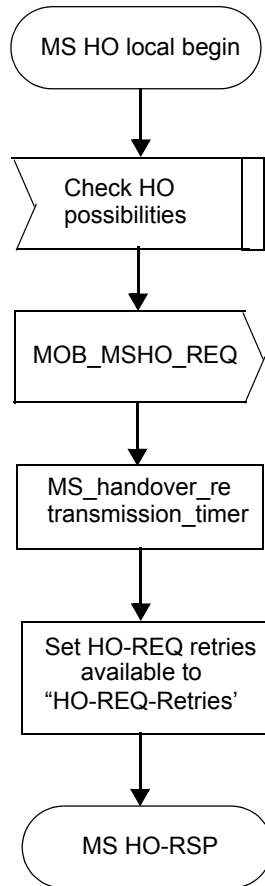 MS HO local begin
Check HO
possibilities
MOB_MSHO_REQ
MS_handover_re
transmission_timer
Set HO-REQ retries
available to
“HO-REQ-Retries’
MS HO-RSP